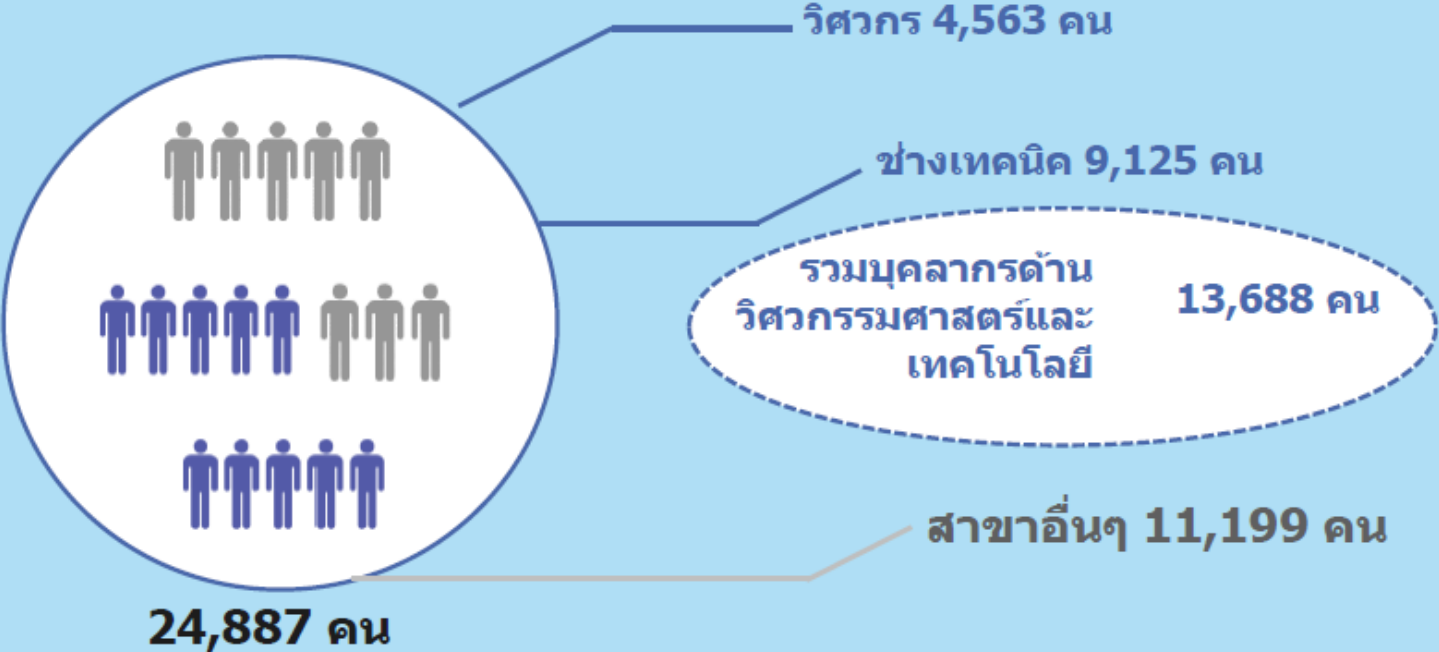 วิศวกร 4,563 คน
ช่างเทคนิค 9,125 คน
รวมบุคลากรด้าน
วิศวกรรมศาสตร์และ
เทคโนโลยี
13,688 คน
สาขาอื่นๆ 11,199 คน
24,887 คน